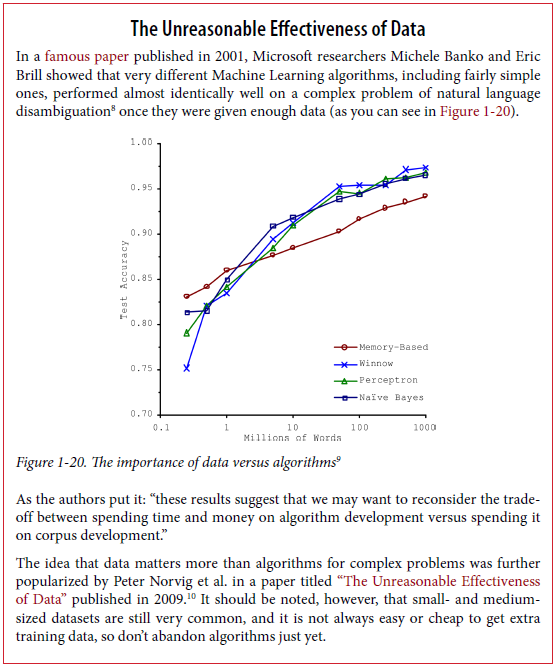 The Unreasonable Effectiveness of Data
In a famous paper published in 2001, Microsoft researchers Michele Banko and Eric
Brill showed that very different Machine Learning algorithms, including fairly simple
ones, performed almost identically well on a complex problem of natural language
disambiguation⁸ once they were given enough data (as you can see in Figure 1-20).
1.00
0.95
0.90
0.85
0.80
0.75
0.70
Test Accuracy
Memory-Based
Winnow
Perceptron
Naïve Bayes
0.1 1 10 100 1000
Millions of Words
Figure 1-20. The importance of data versus algorithms⁹
As the authors put it: “these results suggest that we may want to reconsider the trade-
off between spending time and money on algorithm development versus spending it
on corpus development.”
The idea that data matters more than algorithms for complex problems was further
popularized by Peter Norvig et al. in a paper titled “The Unreasonable Effectiveness
of Data” published in 2009.¹⁰ It should be noted, however, that small- and medium-
sized datasets are still very common, and it is not always easy or cheap to get extra
training data, so don’t abandon algorithms just yet.